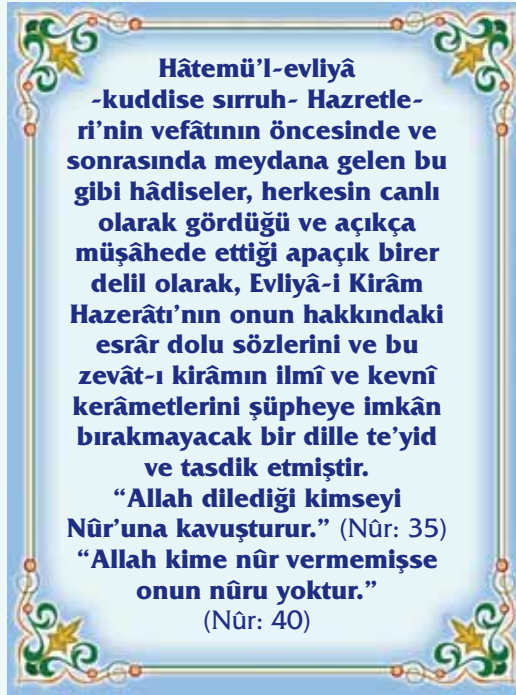 Hâtemü’l-evliyâ
-kuddise sırruh- Hazretle-
ri’nin vefâtının öncesinde ve
sonrasında meydana gelen bu
gibi hâdiseler, herkesin canlı
olarak gördüğü ve açıkça
müşâhede ettiği apaçık birer
delil olarak, Evliyâ-i Kirâm
Hazerâtı’nın onun hakkındaki
esrâr dolu sözlerini ve bu
zevât-ı kirâmın ilmî ve kevnî
kerâmetlerini şüpheye imkân
bırakmayacak bir dille te’yid
ve tasdik etmiştir.
“Allah dilediği kimseyi
Nûr’una kavuşturur.” (Nûr: 35)
“Allah kime nûr vermemişse
onun nûru yoktur.”
(Nûr: 40)